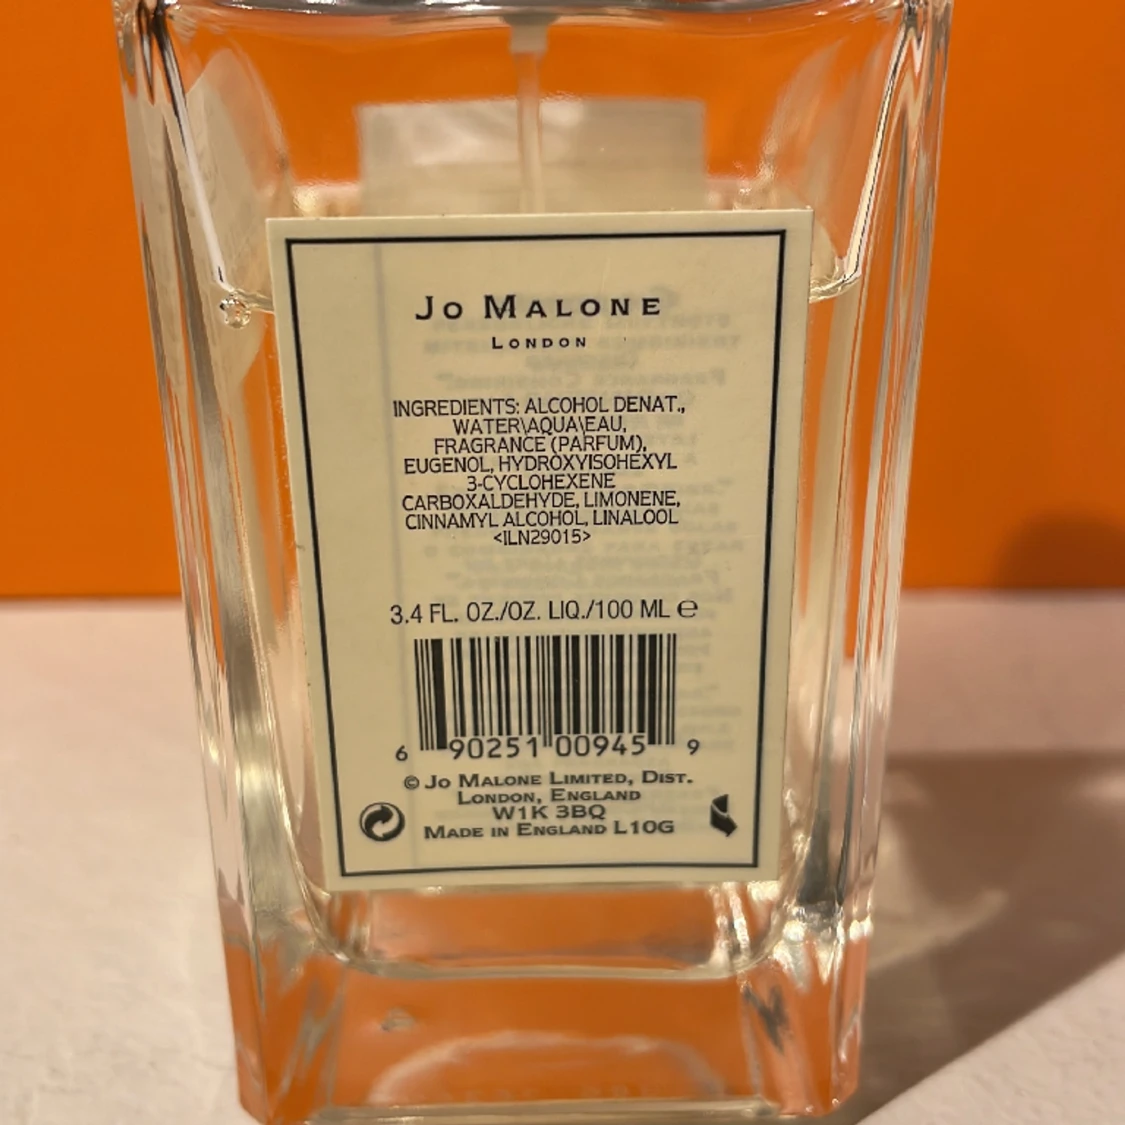 JO MALONE
LONDON
INGREDIENTS: ALCOHOL DENAT.,
WATER\AQUA\EAU,
FRAGRANCE (PARFUM),
EUGENOL, HYDROXYISOHEXYL
3-CYCLOHEXENE
CARBOXALDEHYDE, LIMONENE,
CINNAMYL ALCOHOL, LINALOOL
<ILN29015>
3.4 FL. OZ./OZ. LIQ./100 ML ℮
6 90251 00945 9
© JO MALONE LIMITED, DIST.
LONDON, ENGLAND
W1K 3BQ
MADE IN ENGLAND L10G